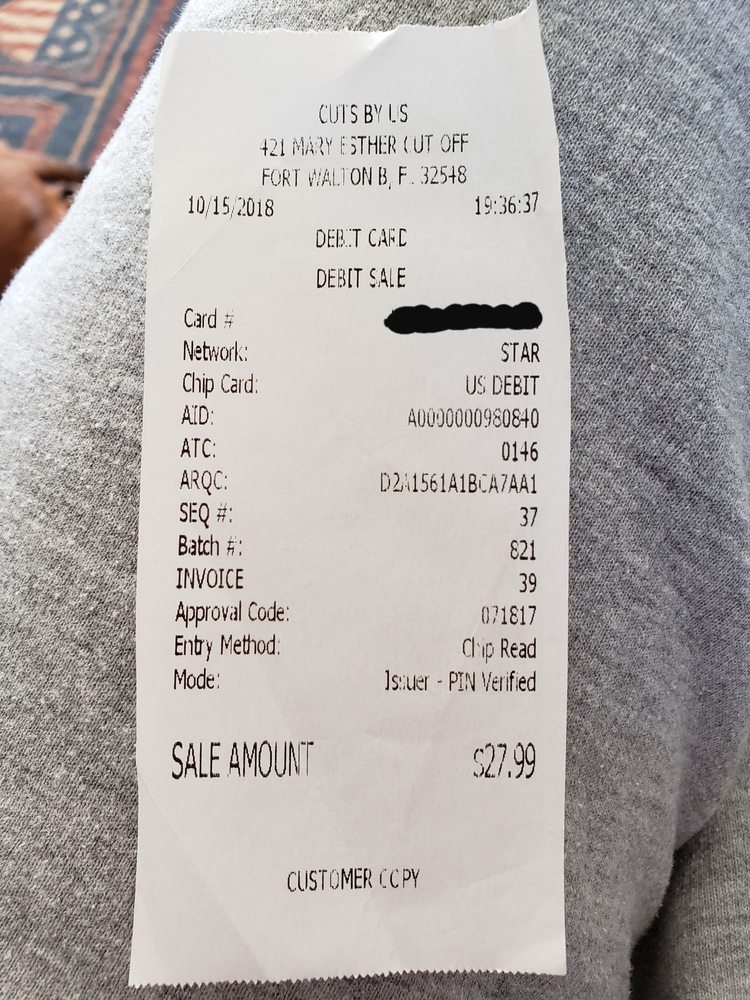 CUTS BY US
421 MARY ESTHER CUT OFF
FORT WALTON B, FL 32548
10/15/2018 19:36:37
DEBIT CARD
DEBIT SALE
Card #
Network: STAR
Chip Card: US DEBIT
AID: A0000000980840
ATC: 0146
ARQC: D2A1561A1BCA7AA1
SEQ #: 37
Batch #: 821
INVOICE 39
Approval Code: 071817
Entry Method: Chip Read
Mode: Issuer - PIN Verified
SALE AMOUNT $27.99
CUSTOMER COPY